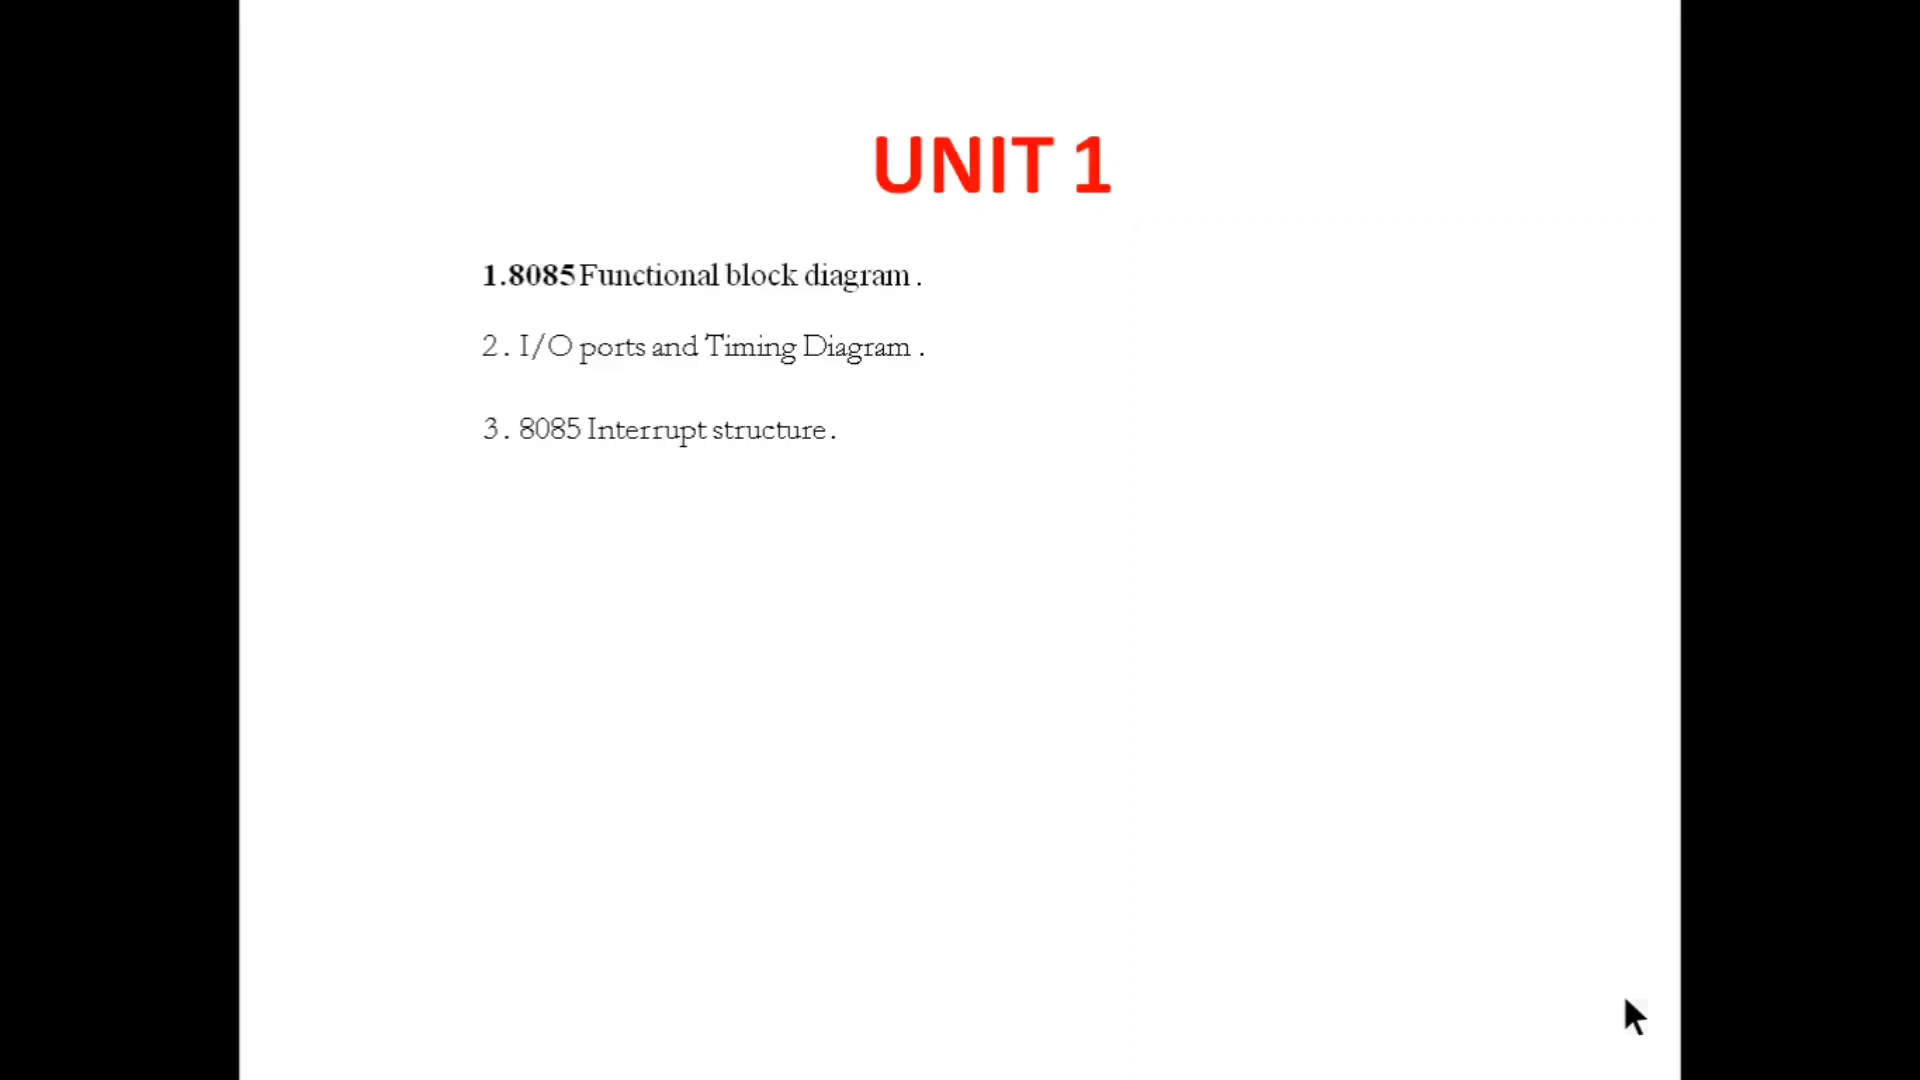 UNIT 1
1.8085 Functional block diagram .
2 . I/O ports and Timing Diagram .
3 . 8085 Interrupt structure .